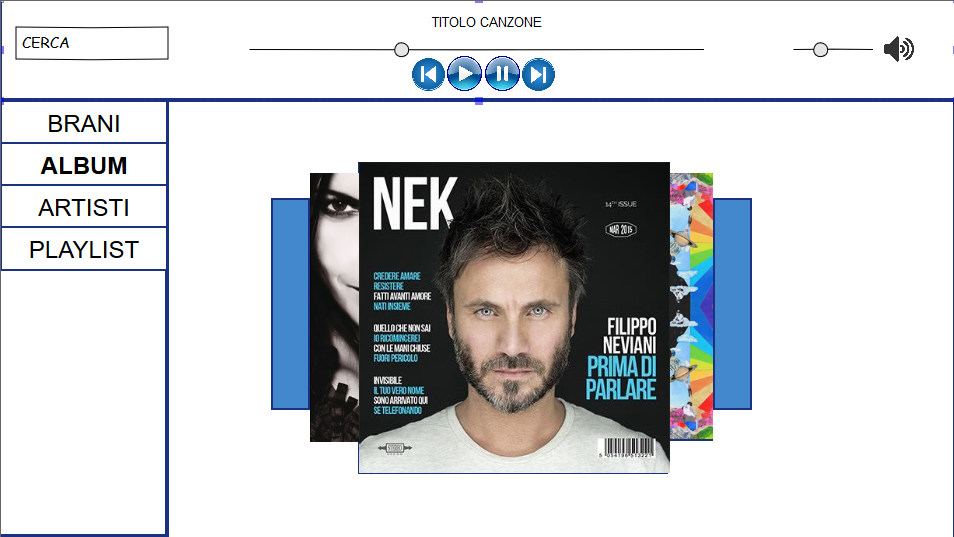 TITOLO CANZONE
CERCA
BRANI
ALBUM
ARTISTI
PLAYLIST
NEK
14TH ISSUE
MAR 2015
CREDERE AMARE
RESISTERE
FATTI AVANTI AMORE
NATI INSIEME
QUELLO CHE NON SAI
IO RICOMINCEREI
CON LE MANI CHIUSE
FUORI PERICOLO
INVISIBILE
IL TUO VERO NOME
SONO ARRIVATO QUI
SE TELEFONANDO
FILIPPO
NEVIANI
PRIMA DI
PARLARE